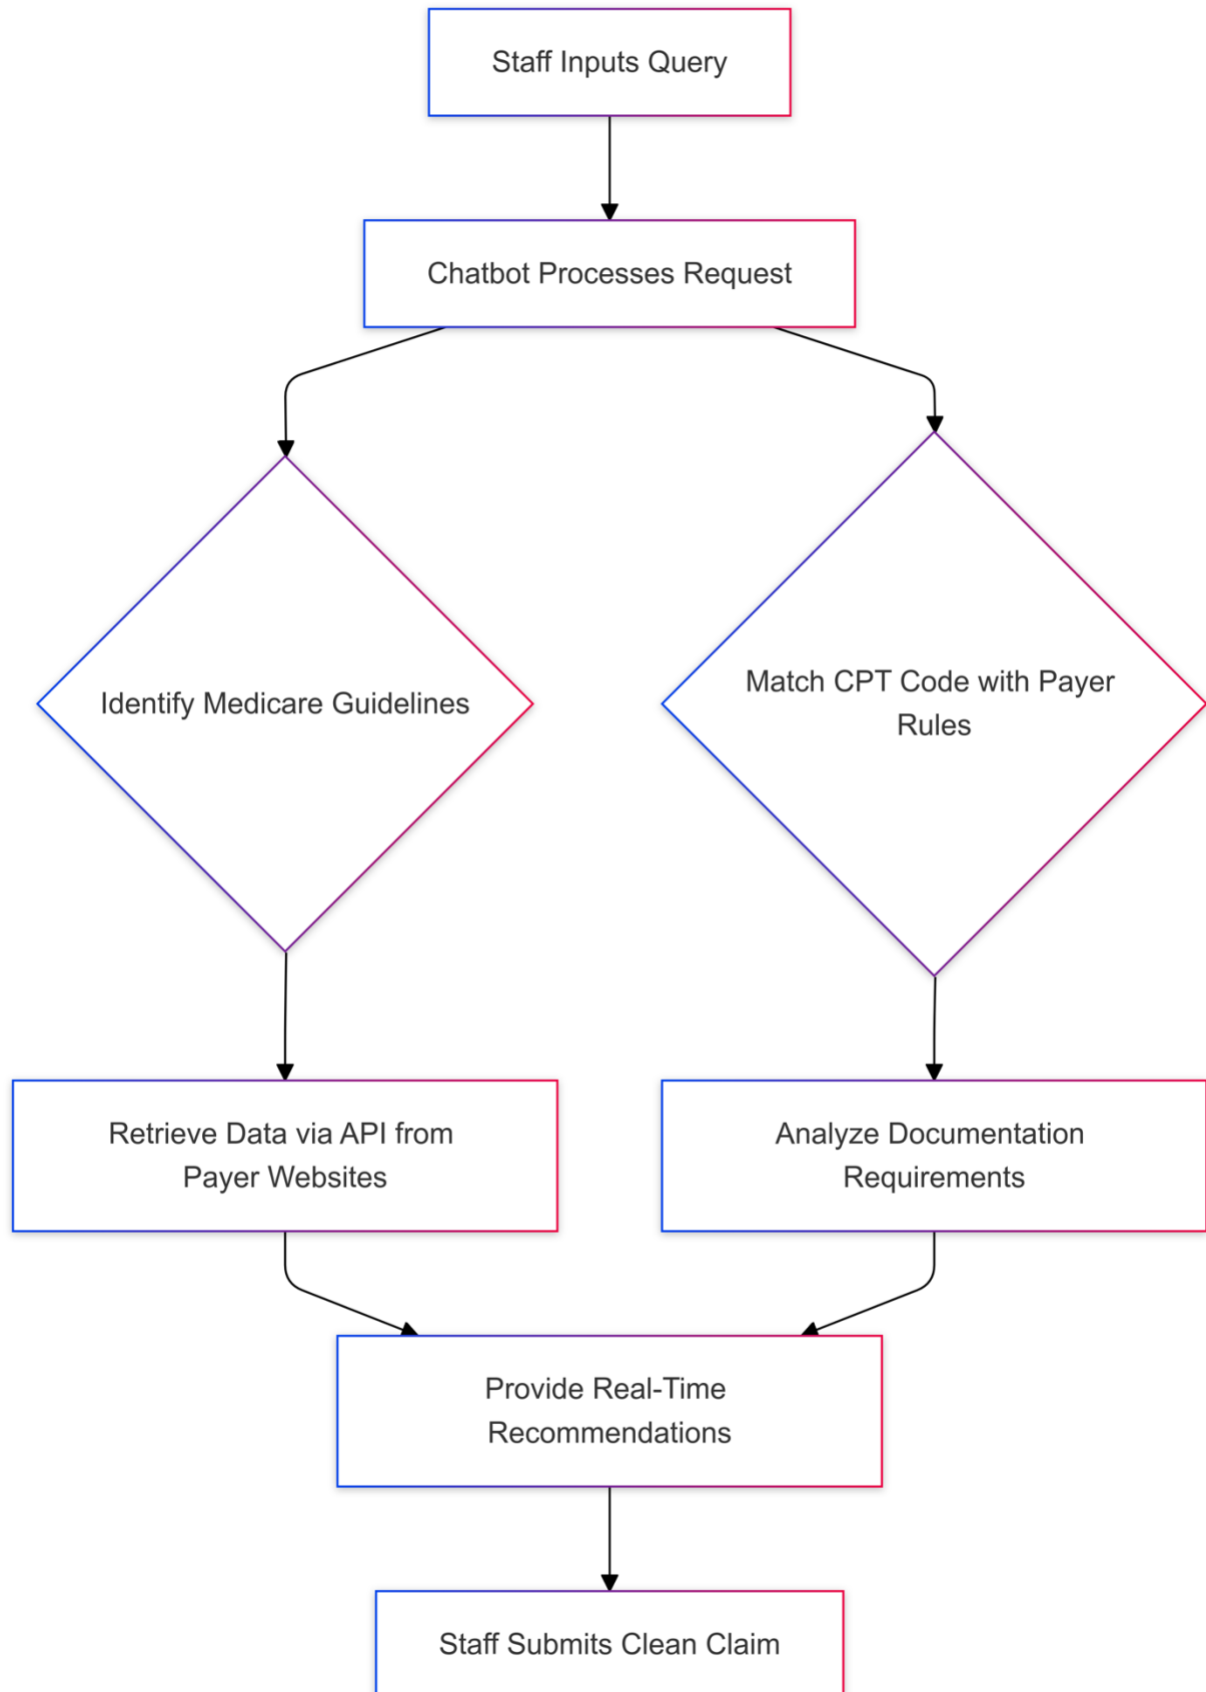 Staff Inputs Query
Chatbot Processes Request
Identify Medicare Guidelines
Match CPT Code with Payer
Rules
Retrieve Data via API from
Payer Websites
Analyze Documentation
Requirements
Provide Real-Time
Recommendations
Staff Submits Clean Claim